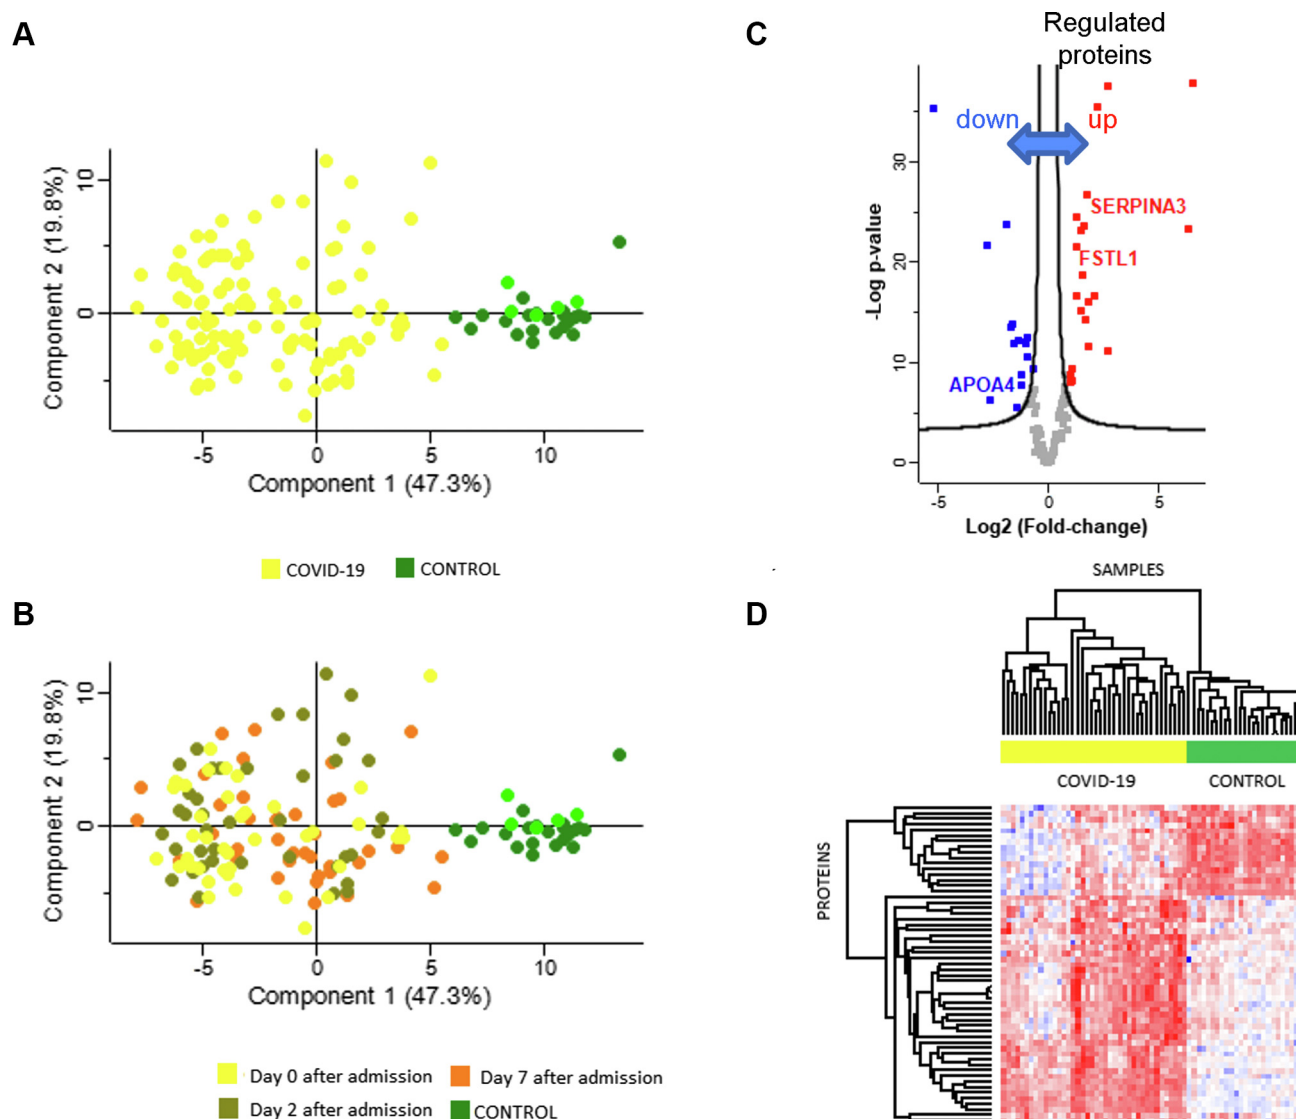 A
Component 2 (19.8%)
10
0
-5
0
5
10
Component 1 (47.3%)
COVID-19
CONTROL
B
Component 2 (19.8%)
10
0
-5
0
5
10
Component 1 (47.3%)
Day 0 after admission
Day 7 after admission
Day 2 after admission
CONTROL
C
Regulated
proteins
down
up
-Log p-value
30
20
10
0
SERPINA3
FSTL1
APOA4
-5
0
5
Log2 (Fold-change)
D
SAMPLES
COVID-19
CONTROL
PROTEINS